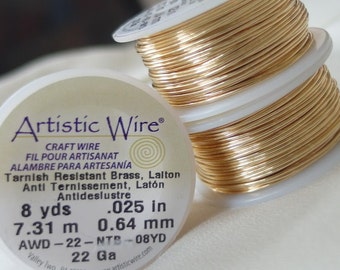 Artistic Wire®
CRAFT WIRE
FIL POUR ARTISANAT
ALAMBRE PARA ARTESANÍA
Tarnish Resistant Brass, Laiton
Anti Ternissement, Latón
Antideslustre
8 yds .025 in
7.31 m 0.64 mm
AWD-22-NTB-08YD
22 Ga